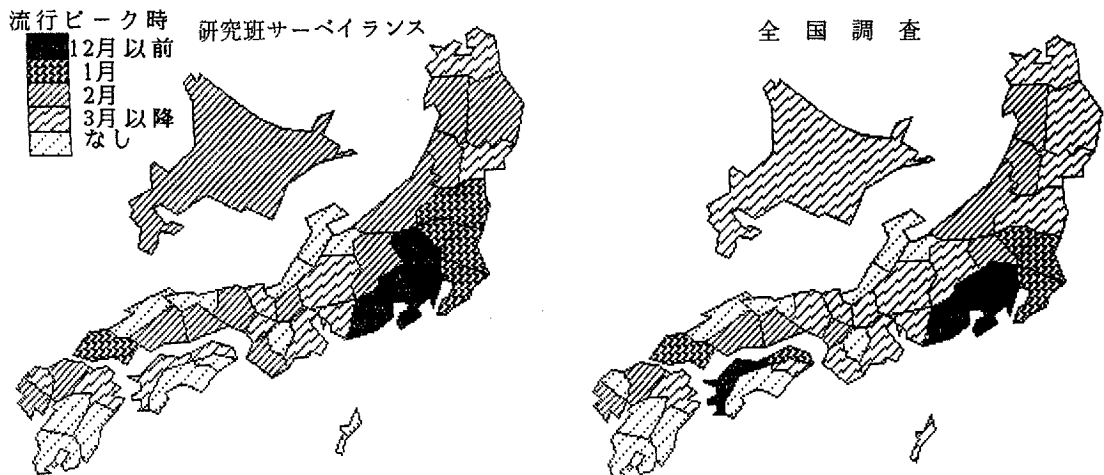 流行ピーク時
12月以前
1月
2月
3月以降
なし
研究班サーベイランス
全国調査